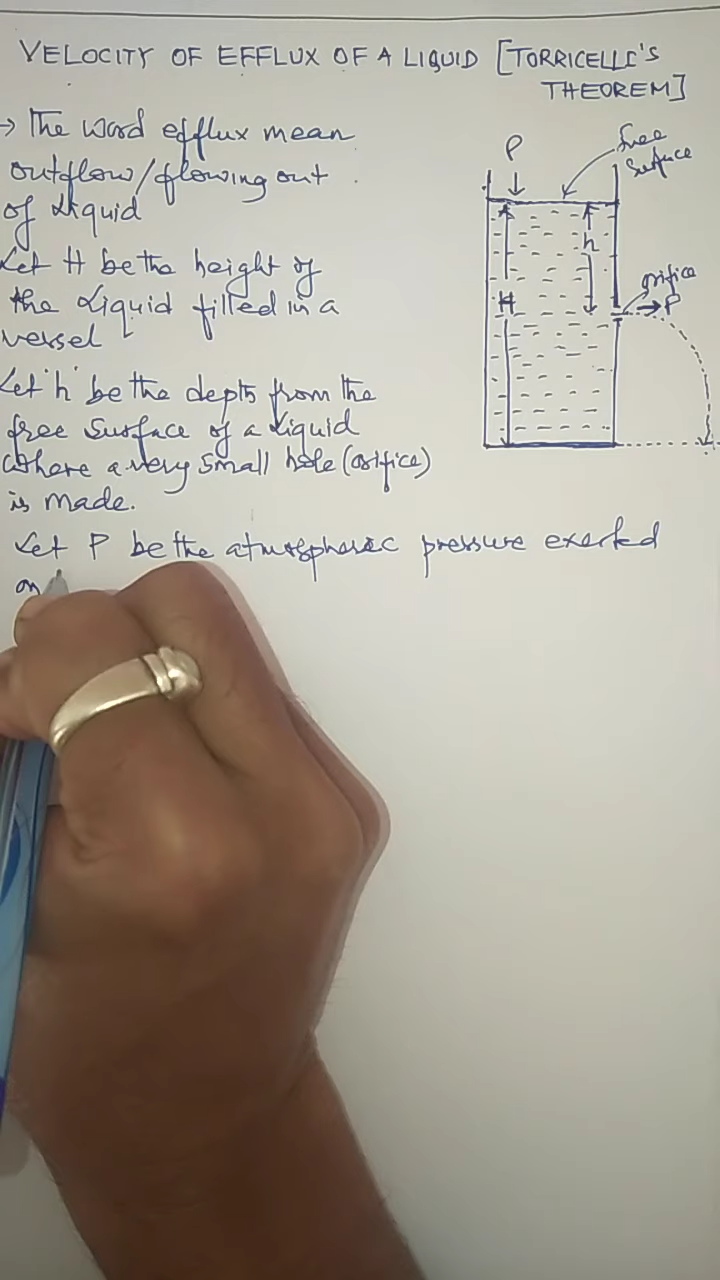 VELOCITY OF EFFLUX OF A LIQUID [TORRICELLI'S
THEOREM]
→ The word efflux mean
outflow/flowing out
of liquid
Let H be the height of
the Liquid filled in a
vessel
Let 'h' be the depth from the
free surface of a liquid
where a very small hole (orifice)
is made.
Let P be the atmospheric pressure exerted
on
P
free
surface
h
H
orifice
P